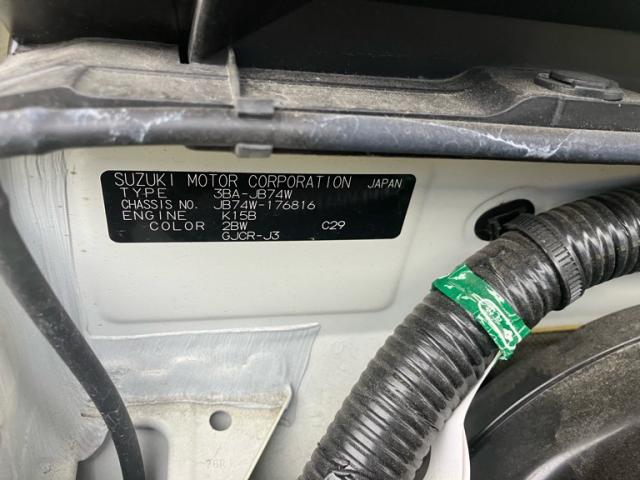 SUZUKI MOTOR CORPORATION JAPAN
TYPE 3BA-JB74W
CHASSIS NO. JB74W-176816
ENGINE K15B
COLOR 2BW C29
GJCR-J3